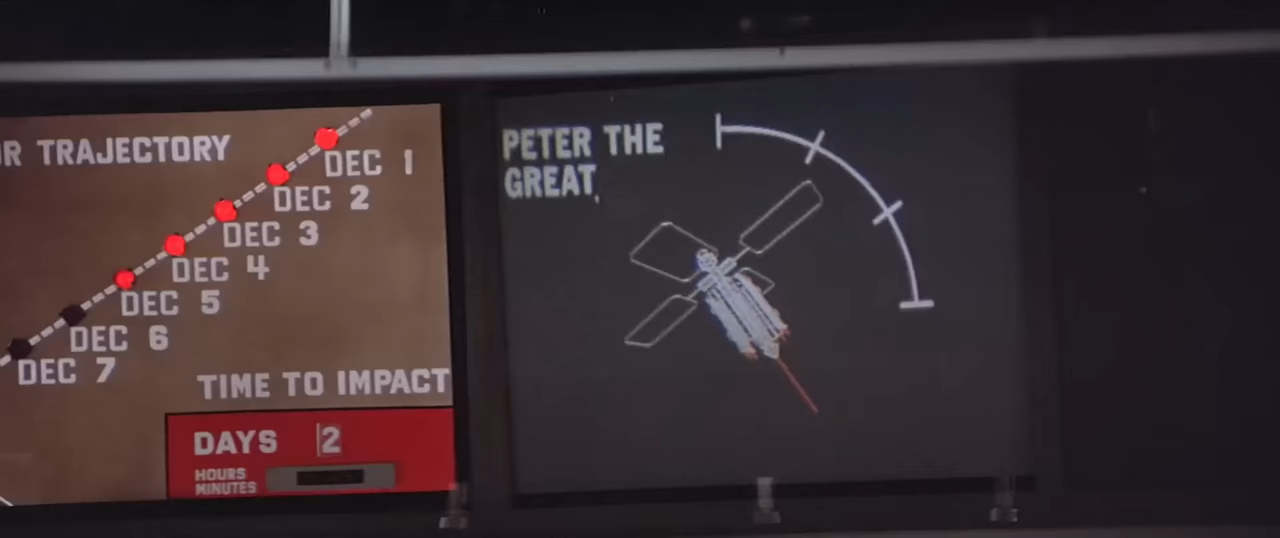 R TRAJECTORY
DEC 1
DEC 2
DEC 3
DEC 4
DEC 5
DEC 6
DEC 7
TIME TO IMPACT
DAYS 2
HOURS
MINUTES
PETER THE
GREAT